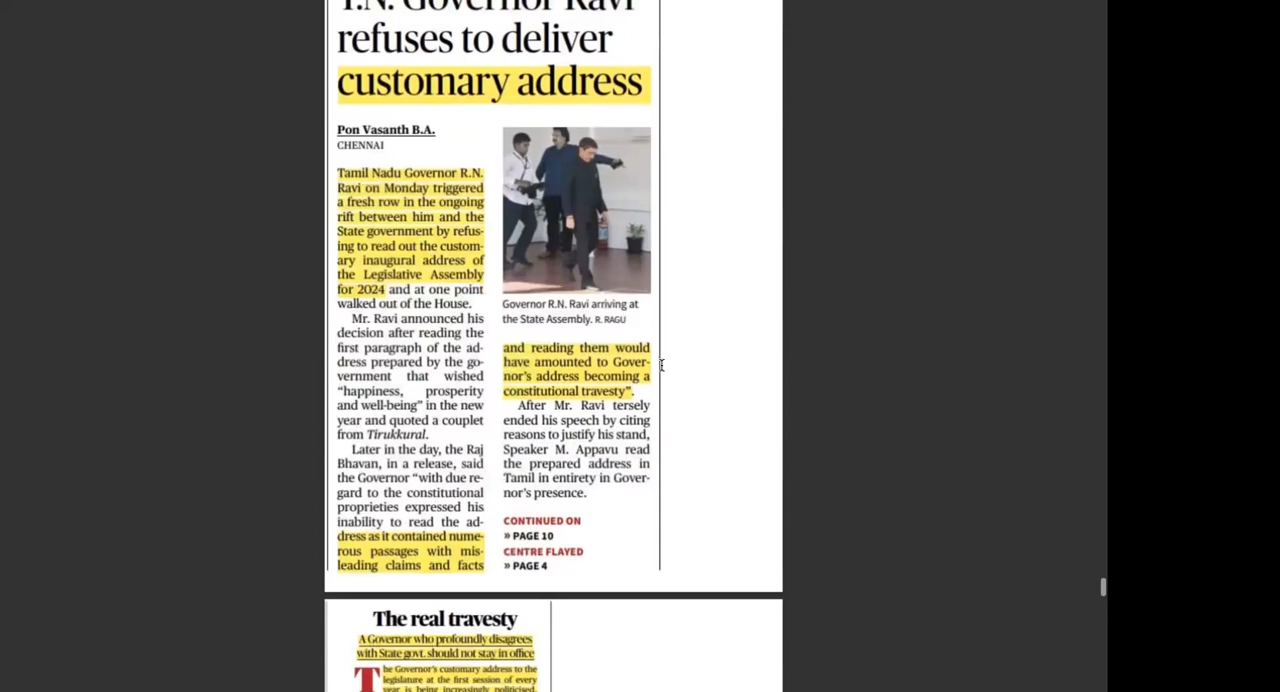 T.N. Governor Ravi
refuses to deliver
customary address
Pon Vasanth B.A.
CHENNAI
Tamil Nadu Governor R.N.
Ravi on Monday triggered
a fresh row in the ongoing
rift between him and the
State government by refus-
ing to read out the custom-
ary inaugural address of
the Legislative Assembly
for 2024 and at one point
walked out of the House.
Mr. Ravi announced his
decision after reading the
first paragraph of the ad-
dress prepared by the go-
vernment that wished
“happiness, prosperity
and well-being” in the new
year and quoted a couplet
from Tirukkural.
Later in the day, the Raj
Bhavan, in a release, said
the Governor “with due re-
gard to the constitutional
proprieties expressed his
inability to read the ad-
dress as it contained nume-
rous passages with mis-
leading claims and facts
Governor R.N. Ravi arriving at
the State Assembly. R. RAGU
and reading them would
have amounted to Gover-
nor’s address becoming a
constitutional travesty”.
After Mr. Ravi tersely
ended his speech by citing
reasons to justify his stand,
Speaker M. Appavu read
the prepared address in
Tamil in entirety in Gover-
nor’s presence.
CONTINUED ON
» PAGE 10
CENTRE FLAYED
» PAGE 4
The real travesty
A Governor who profoundly disagrees
with State govt. should not stay in office
The Governor’s customary address to the
legislature at the first session of every
year is being increasingly politicised.